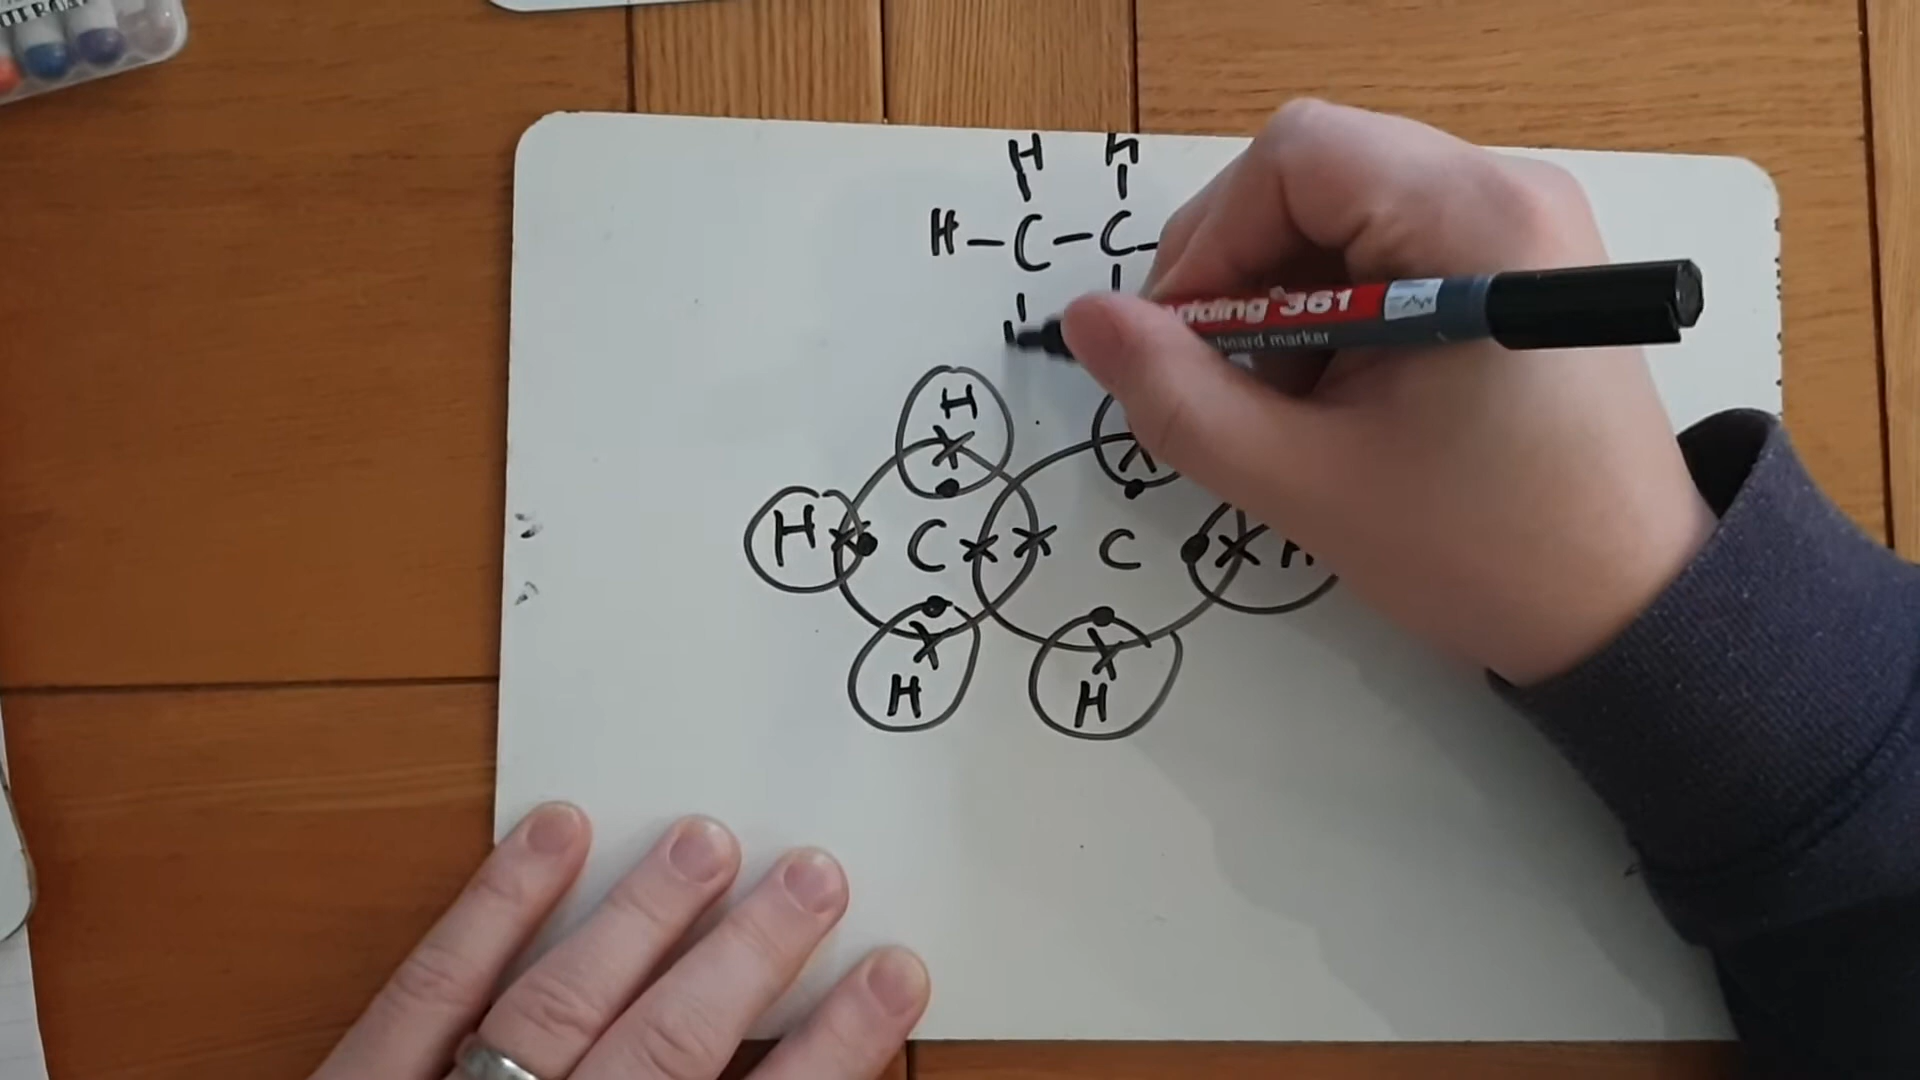 H H
H-C-C-
H
H X C X X C X H
X X
H H
edding 361
board marker